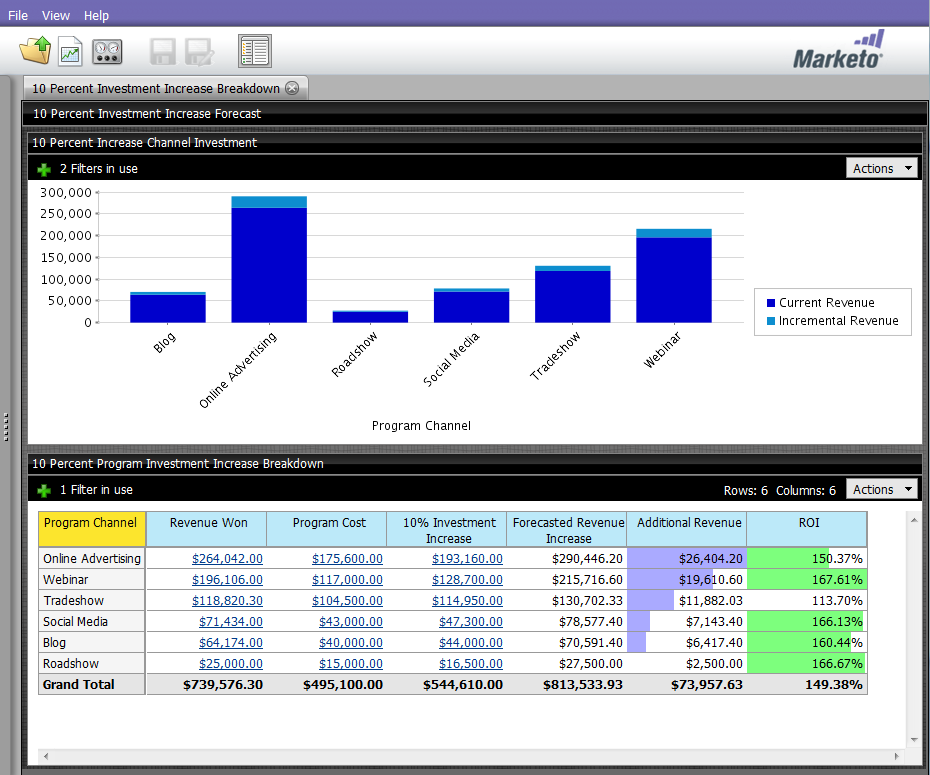 File View Help
Marketo
10 Percent Investment Increase Breakdown
10 Percent Investment Increase Forecast
10 Percent Increase Channel Investment
2 Filters in use Actions
300,000
250,000
200,000
150,000
100,000
50,000
0
Blog Online Advertising Roadshow Social Media Tradeshow Webinar
Program Channel
Current Revenue
Incremental Revenue
10 Percent Program Investment Increase Breakdown
1 Filter in use Rows: 6 Columns: 6 Actions
Program Channel Revenue Won Program Cost 10% Investment Increase Forecasted Revenue Increase Additional Revenue ROI
Online Advertising $264,042.00 $175,600.00 $193,160.00 $290,446.20 $26,404.20 150.37%
Webinar $196,106.00 $117,000.00 $128,700.00 $215,716.60 $19,610.60 167.61%
Tradeshow $118,820.30 $104,500.00 $114,950.00 $130,702.33 $11,882.03 113.70%
Social Media $71,434.00 $43,000.00 $47,300.00 $78,577.40 $7,143.40 166.13%
Blog $64,174.00 $40,000.00 $44,000.00 $70,591.40 $6,417.40 160.44%
Roadshow $25,000.00 $15,000.00 $16,500.00 $27,500.00 $2,500.00 166.67%
Grand Total $739,576.30 $495,100.00 $544,610.00 $813,533.93 $73,957.63 149.38%